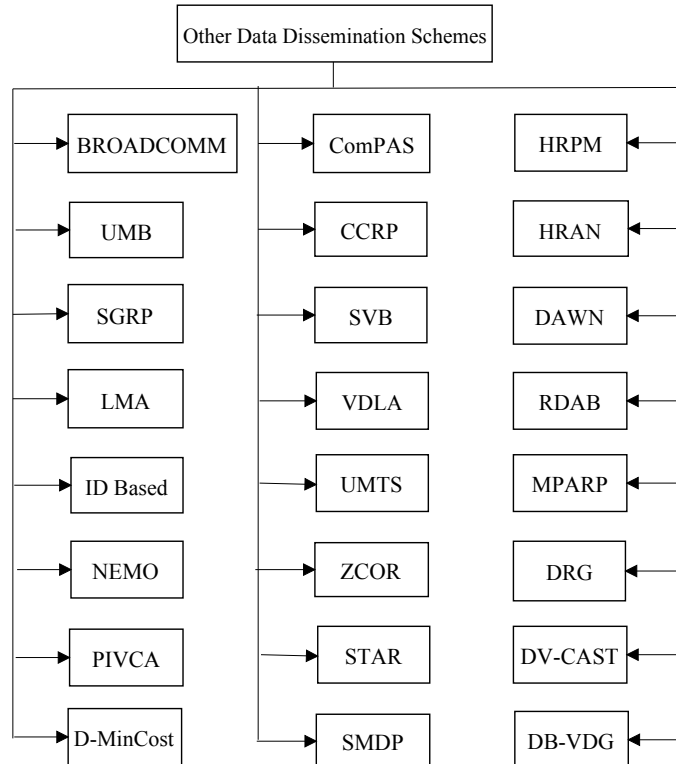 Other Data Dissemination Schemes
BROADCOMM
UMB
SGRP
LMA
ID Based
NEMO
PIVCA
D-MinCost
ComPAS
CCRP
SVB
VDLA
UMTS
ZCOR
STAR
SMDP
HRPM
HRAN
DAWN
RDAB
MPARP
DRG
DV-CAST
DB-VDG